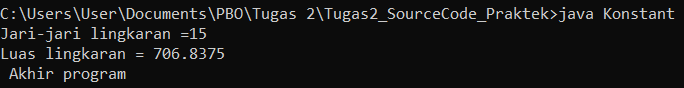 C:\Users\User\Documents\PBO\Tugas 2\Tugas2_SourceCode_Praktek>java Konstant
Jari-jari lingkaran =15
Luas lingkaran = 706.8375
 Akhir program